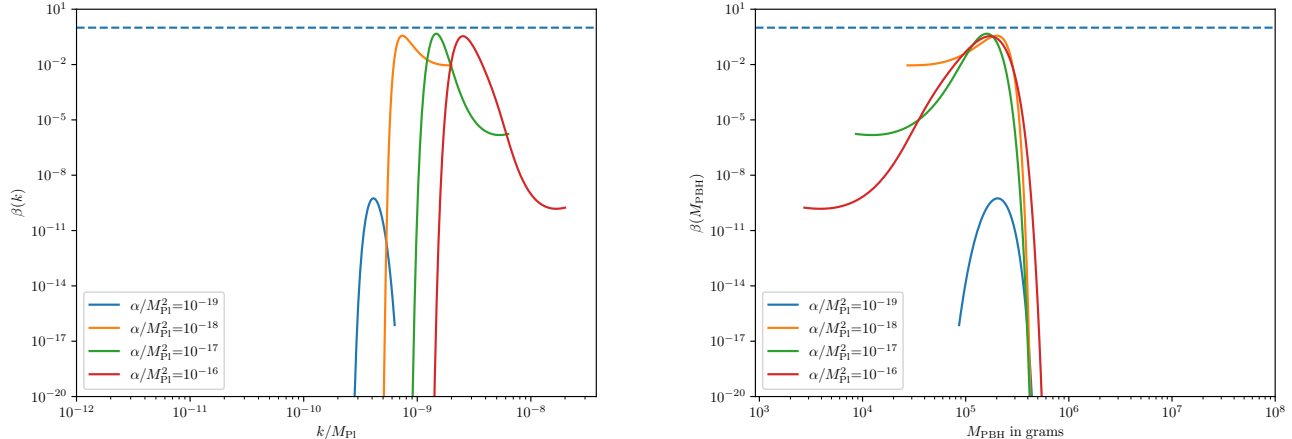 10^1
10^−2
10^−5
10^−8
10^−11
10^−14
10^−17
10^−20
β(k)
α/M_Pl^2=10^−19
α/M_Pl^2=10^−18
α/M_Pl^2=10^−17
α/M_Pl^2=10^−16
10^−12 10^−11 10^−10 10^−9 10^−8
k/M_Pl
10^1
10^−2
10^−5
10^−8
10^−11
10^−14
10^−17
10^−20
β(M_PBH)
α/M_Pl^2=10^−19
α/M_Pl^2=10^−18
α/M_Pl^2=10^−17
α/M_Pl^2=10^−16
10^3 10^4 10^5 10^6 10^7 10^8
M_PBH in grams